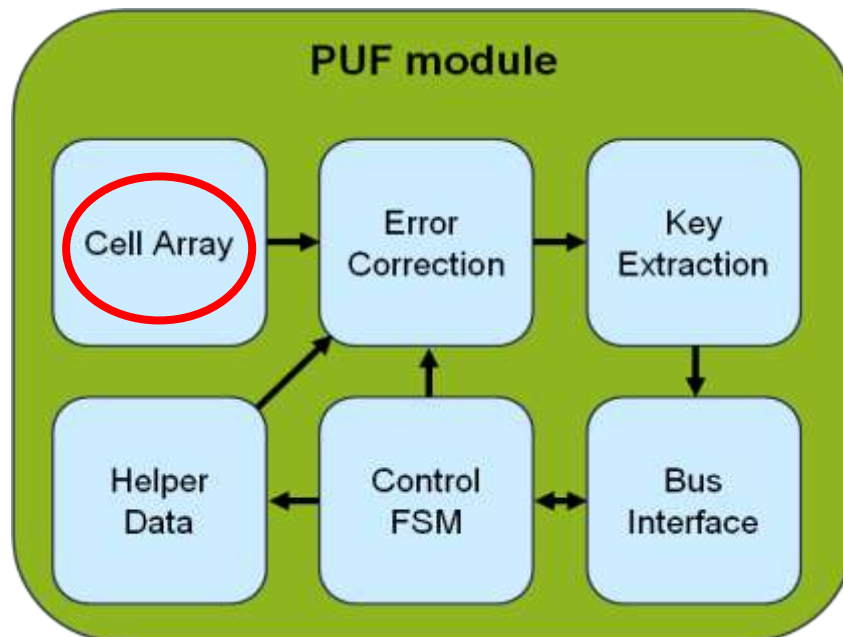 PUF module
Cell Array
Error
Correction
Key
Extraction
Helper
Data
Control
FSM
Bus
Interface